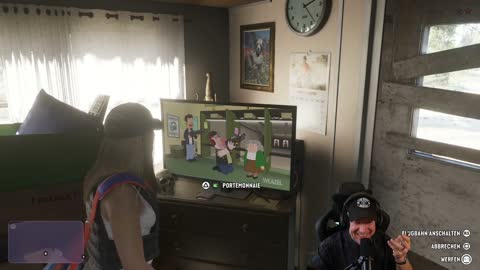 WEAZEL
PORTEMONNAIE
FLUGBAHN ANSCHALTEN
ABBRECHEN
WERFEN